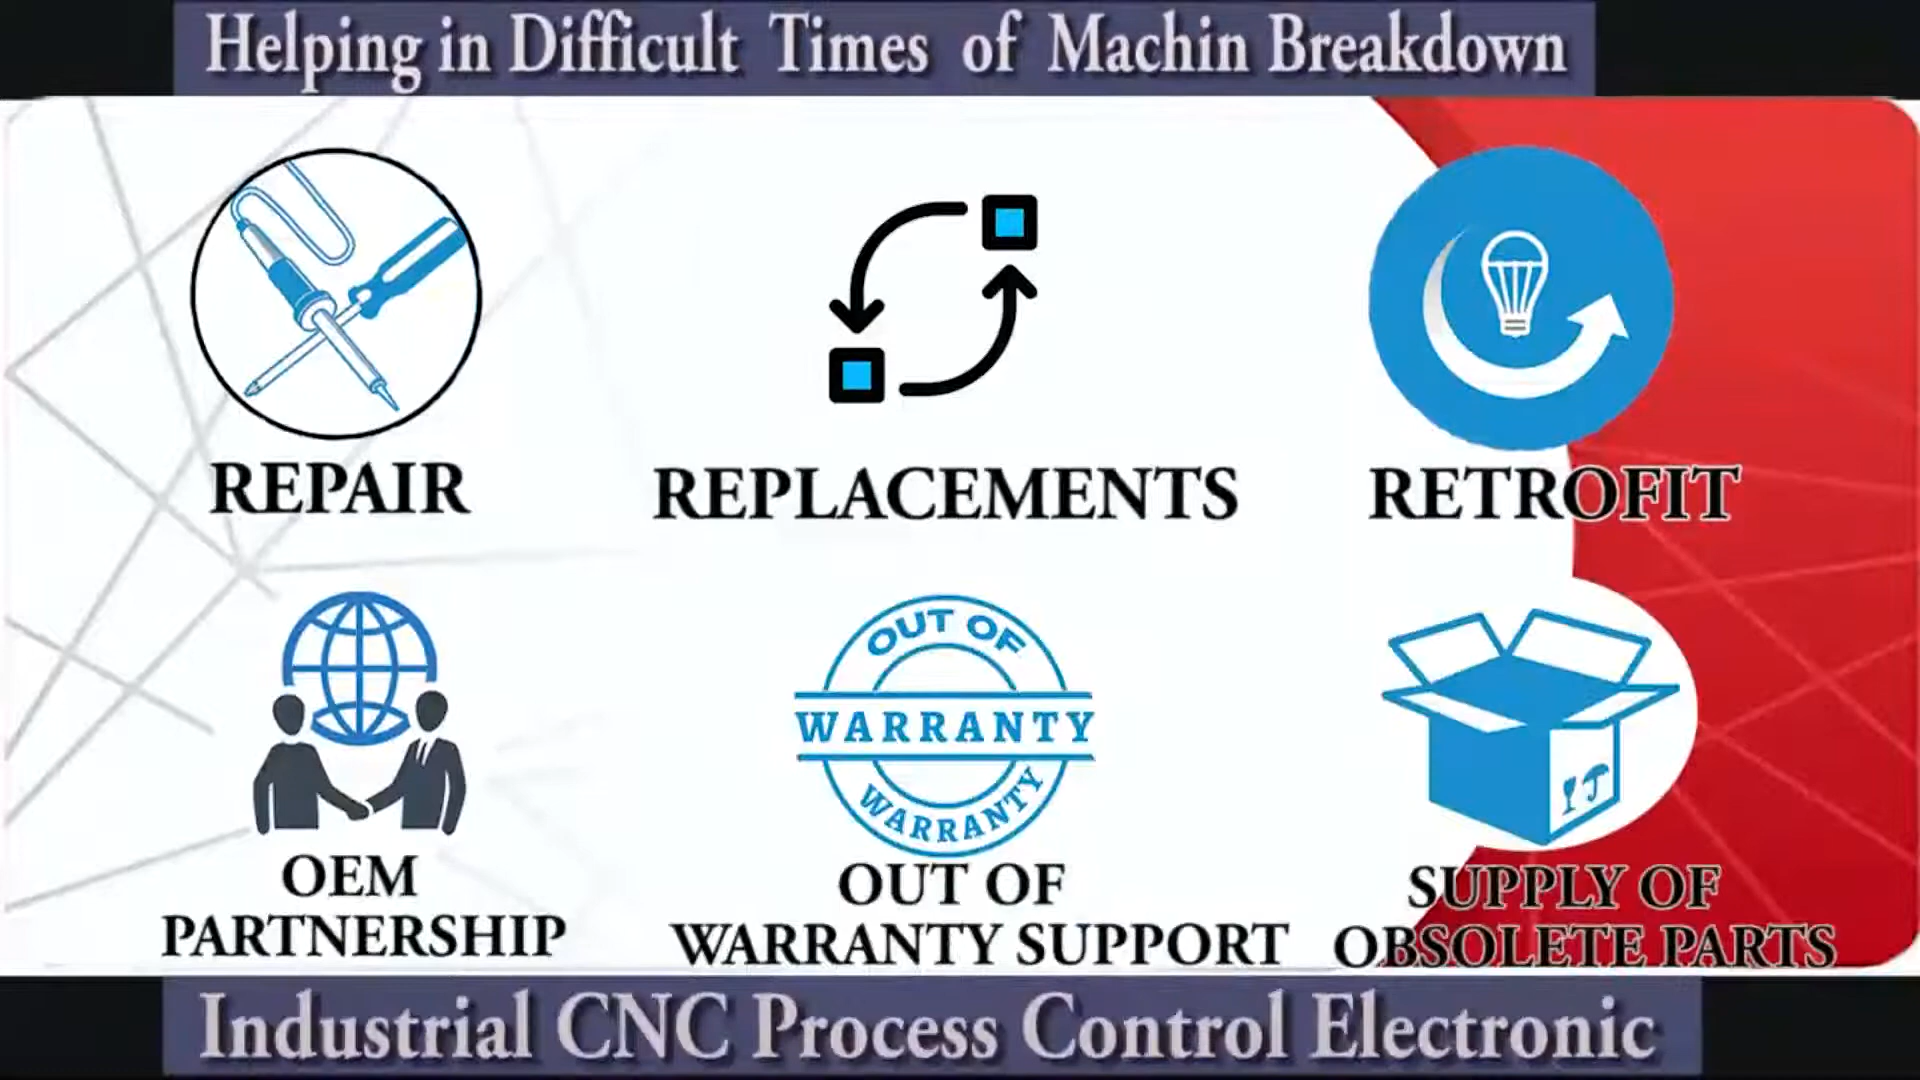 Helping in Difficult Times of Machin Breakdown
REPAIR
REPLACEMENTS
RETROFIT
OUT OF
WARRANTY
WARRANTY
OEM
PARTNERSHIP
OUT OF
WARRANTY SUPPORT
SUPPLY OF
OBSOLETE PARTS
Industrial CNC Process Control Electronic